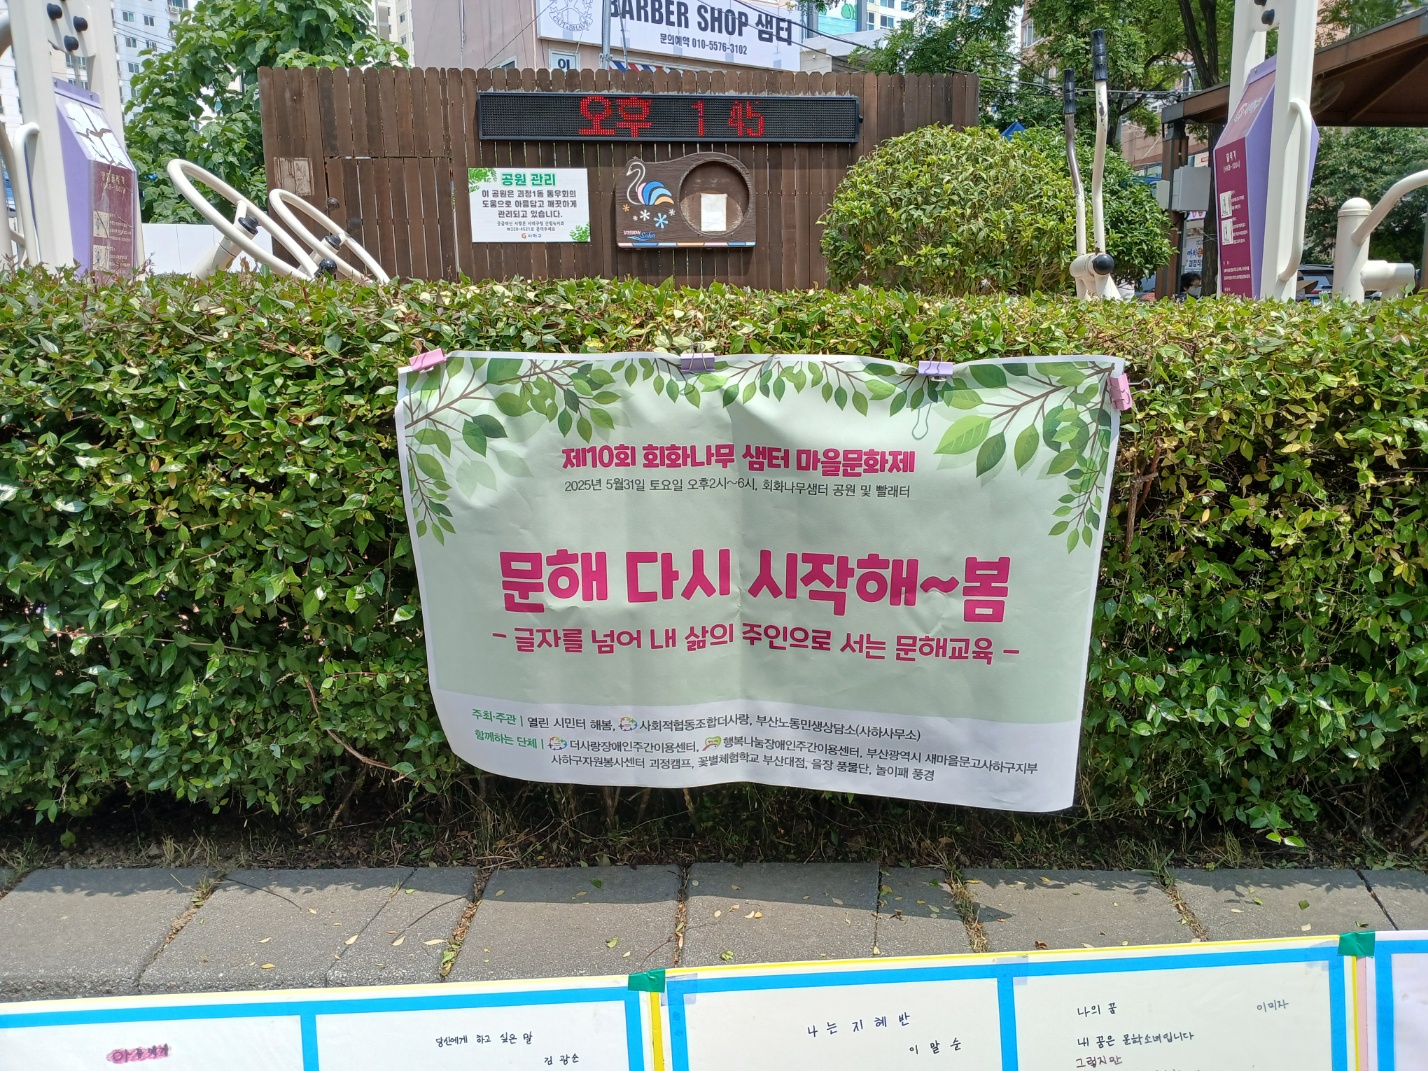 BARBER SHOP 샘터
문의예약 010-5576-3102
오후 1 45
공원 관리
이 공원은 괴정1동 통우회의
도움으로 아름답고 깨끗하게
관리되고 있습니다.
사하구
제10회 회화나무 샘터 마을문화제
2025년 5월31일 토요일 오후2시~6시, 회화나무샘터 공원 및 빨래터
문해 다시 시작해~봄
- 글자를 넘어 내 삶의 주인으로 서는 문해교육 -
주최·주관 | 열린 시민터 해봄, 사회적협동조합더사랑, 부산노동민생상담소(사하사무소)
함께하는 단체 | 더사랑장애인주간이용센터, 행복나눔장애인주간이용센터, 부산광역시 새마을문고사하구지부
사하구자원봉사센터 괴정캠프, 꽃별체험학교 부산대점, 을장 풍물단, 놀이패 풍경
당신에게 하고 싶은 말
김광순
나는 지혜반
이말순
나의 꿈
이미자
내 꿈은 문학소녀입니다
그렇지만